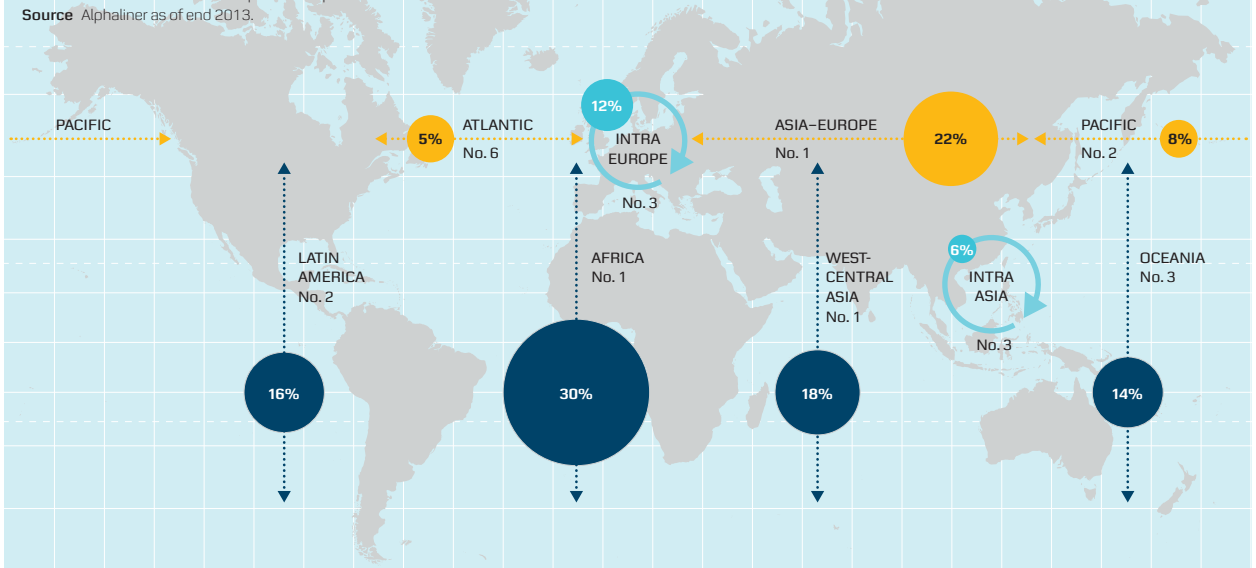 Source Alphaliner as of end 2013.
PACIFIC
5%
ATLANTIC
No. 6
12%
INTRA
EUROPE
No. 3
ASIA–EUROPE
No. 1
22%
PACIFIC
No. 2
8%
LATIN
AMERICA
No. 2
16%
AFRICA
No. 1
30%
WEST-
CENTRAL
ASIA
No. 1
18%
6%
INTRA
ASIA
No. 3
OCEANIA
No. 3
14%